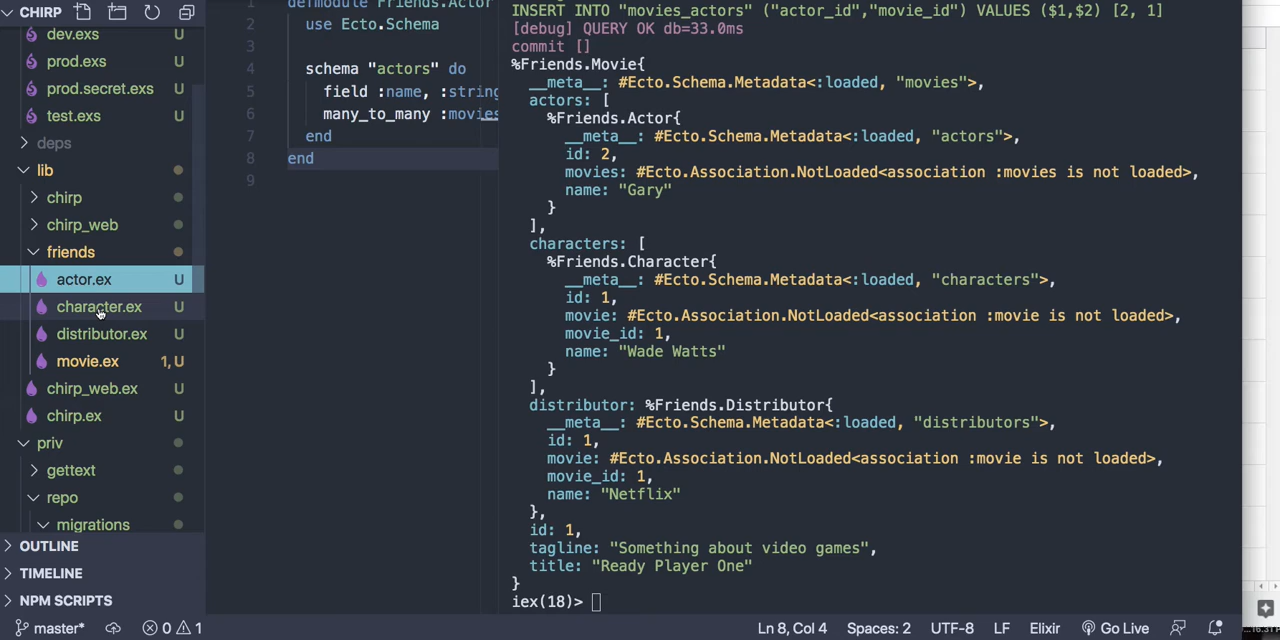 CHIRP
dev.exs U
prod.exs U
prod.secret.exs U
test.exs U
deps
lib
chirp
chirp_web
friends
actor.ex U
character.ex U
distributor.ex U
movie.ex 1, U
chirp_web.ex U
chirp.ex U
priv
gettext
repo
migrations
OUTLINE
TIMELINE
NPM SCRIPTS
1 defmodule Friends.Actor
2 use Ecto.Schema
3
4 schema "actors" do
5 field :name, :string
6 many_to_many :movies
7 end
8 end
9
INSERT INTO "movies_actors" ("actor_id","movie_id") VALUES ($1,$2) [2, 1]
[debug] QUERY OK db=33.0ms
commit []
%Friends.Movie{
__meta__: #Ecto.Schema.Metadata<:loaded, "movies">,
actors: [
%Friends.Actor{
__meta__: #Ecto.Schema.Metadata<:loaded, "actors">,
id: 2,
movies: #Ecto.Association.NotLoaded<association :movies is not loaded>,
name: "Gary"
}
],
characters: [
%Friends.Character{
__meta__: #Ecto.Schema.Metadata<:loaded, "characters">,
id: 1,
movie: #Ecto.Association.NotLoaded<association :movie is not loaded>,
movie_id: 1,
name: "Wade Watts"
}
],
distributor: %Friends.Distributor{
__meta__: #Ecto.Schema.Metadata<:loaded, "distributors">,
id: 1,
movie: #Ecto.Association.NotLoaded<association :movie is not loaded>,
movie_id: 1,
name: "Netflix"
},
id: 1,
tagline: "Something about video games",
title: "Ready Player One"
}
iex(18)>
master* 0 1 Ln 8, Col 4 Spaces: 2 UTF-8 LF Elixir Go Live